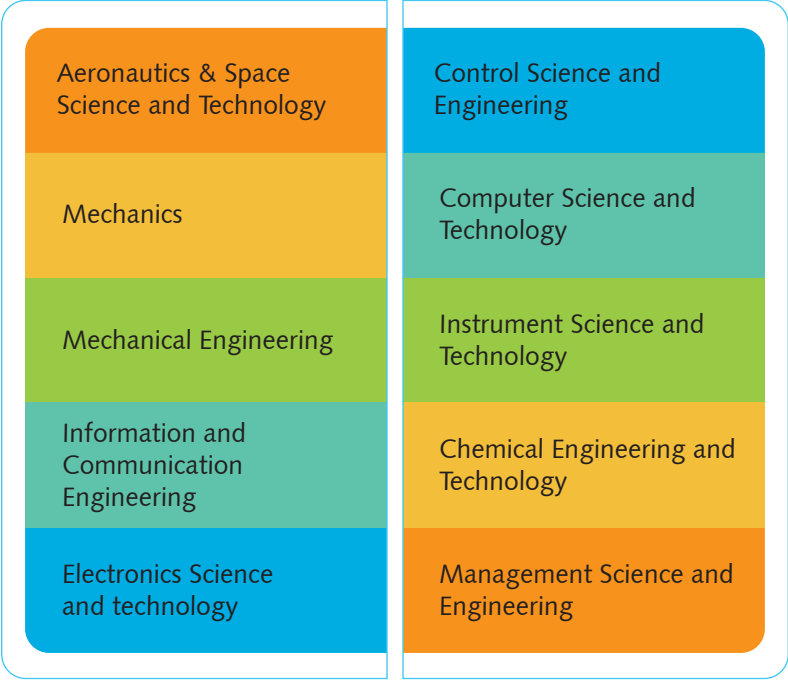 Aeronautics & Space
Science and Technology
Mechanics
Mechanical Engineering
Information and
Communication
Engineering
Electronics Science
and technology
Control Science and
Engineering
Computer Science and
Technology
Instrument Science and
Technology
Chemical Engineering and
Technology
Management Science and
Engineering